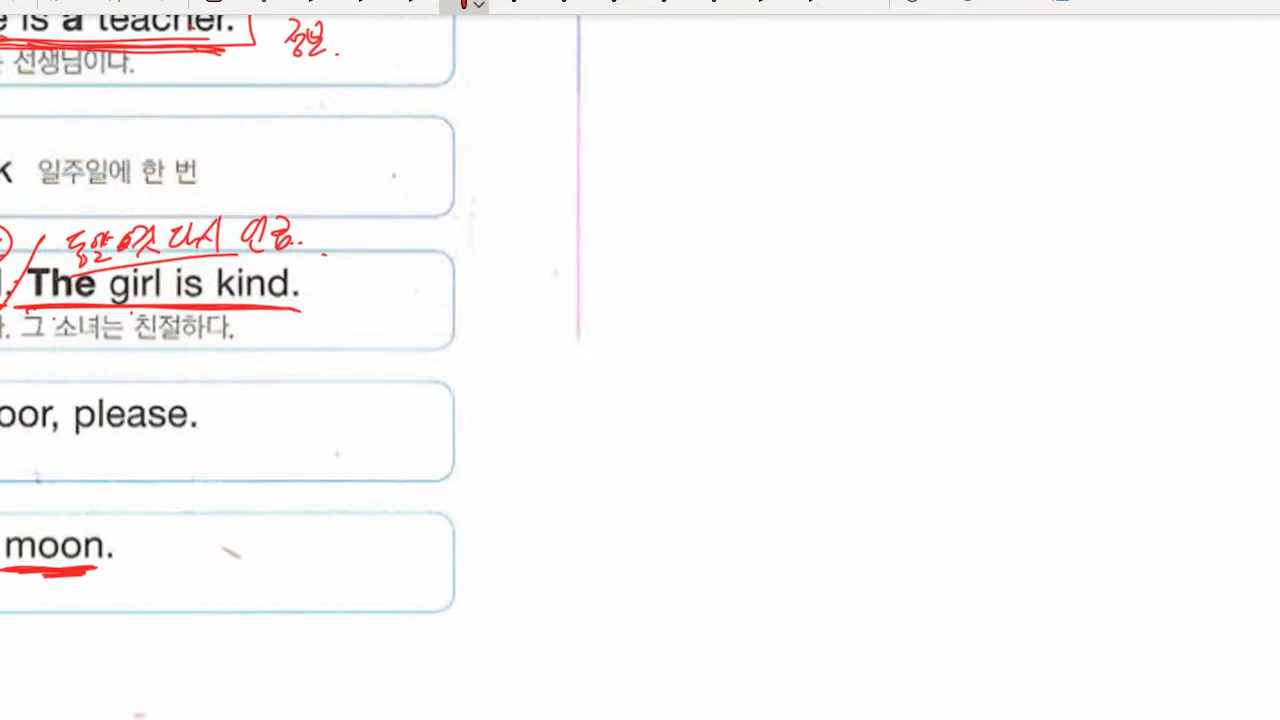 is a teacher.
정보.
선생님이다.
k 일주일에 한 번
동일한 것 다시 언급.
The girl is kind.
그 소녀는 친절하다.
oor, please.
moon.